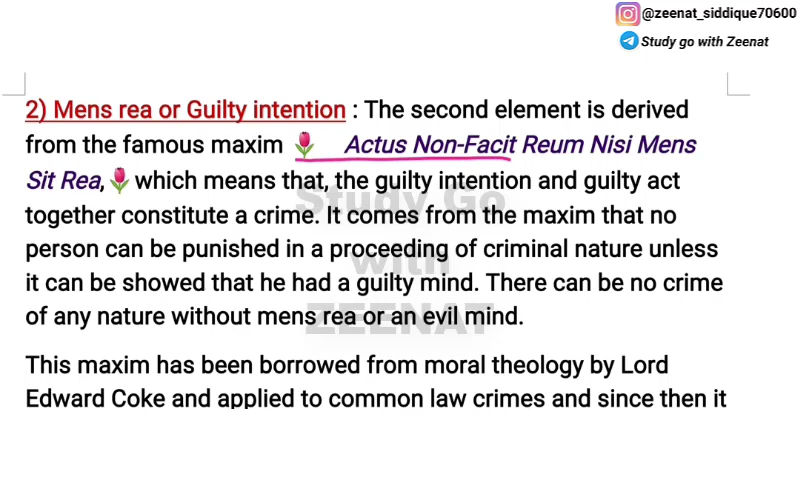 @zeenat_siddique70600
Study go with Zeenat
2) Mens rea or Guilty intention : The second element is derived
from the famous maxim 🌷 Actus Non-Facit Reum Nisi Mens
Sit Rea,🌷which means that, the guilty intention and guilty act
together constitute a crime. It comes from the maxim that no
person can be punished in a proceeding of criminal nature unless
it can be showed that he had a guilty mind. There can be no crime
of any nature without mens rea or an evil mind.
This maxim has been borrowed from moral theology by Lord
Edward Coke and applied to common law crimes and since then it
Study Go
with
ZEENAT